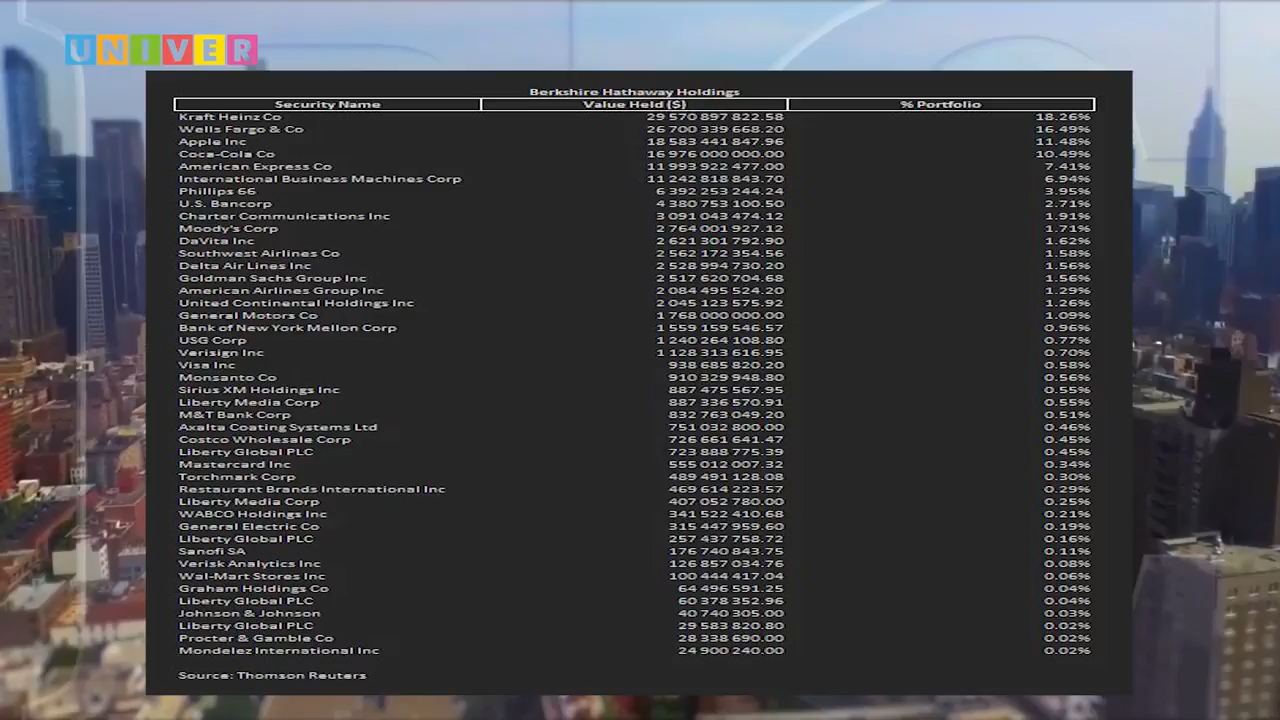 UNIVER
Berkshire Hathaway Holdings
Security Name Value Held ($) % Portfolio
Kraft Heinz Co 29 570 897 822.58 18.26%
Wells Fargo & Co 26 700 339 668.20 16.49%
Apple Inc 18 583 441 847.96 11.48%
Coca-Cola Co 16 976 000 000.00 10.49%
American Express Co 11 993 922 477.00 7.41%
International Business Machines Corp 11 242 818 843.70 6.94%
Phillips 66 6 392 253 244.24 3.95%
U.S. Bancorp 4 380 753 100.50 2.71%
Charter Communications Inc 3 091 043 474.12 1.91%
Moody's Corp 2 764 001 927.12 1.71%
DaVita Inc 2 621 301 792.90 1.62%
Southwest Airlines Co 2 562 172 354.56 1.58%
Delta Air Lines Inc 2 528 994 730.20 1.56%
Goldman Sachs Group Inc 2 517 620 704.68 1.56%
American Airlines Group Inc 2 084 495 524.20 1.29%
United Continental Holdings Inc 2 045 123 575.92 1.26%
General Motors Co 1 768 000 000.00 1.09%
Bank of New York Mellon Corp 1 559 159 546.57 0.96%
USG Corp 1 240 264 108.80 0.77%
Verisign Inc 1 128 313 616.95 0.70%
Visa Inc 938 685 820.20 0.58%
Monsanto Co 910 329 948.80 0.56%
Sirius XM Holdings Inc 887 475 567.95 0.55%
Liberty Media Corp 887 336 570.91 0.55%
M&T Bank Corp 832 763 049.20 0.51%
Axalta Coating Systems Ltd 751 032 800.00 0.46%
Costco Wholesale Corp 726 661 641.47 0.45%
Liberty Global PLC 723 888 775.39 0.45%
Mastercard Inc 555 012 007.32 0.34%
Torchmark Corp 489 491 128.08 0.30%
Restaurant Brands International Inc 469 614 223.57 0.29%
Liberty Media Corp 407 052 780.00 0.25%
WABCO Holdings Inc 341 522 410.68 0.21%
General Electric Co 315 447 959.60 0.19%
Liberty Global PLC 257 437 758.72 0.16%
Sanofi SA 176 740 843.75 0.11%
Verisk Analytics Inc 126 857 034.76 0.08%
Wal-Mart Stores Inc 100 444 417.04 0.06%
Graham Holdings Co 64 496 591.25 0.04%
Liberty Global PLC 60 378 352.96 0.04%
Johnson & Johnson 40 740 305.00 0.03%
Liberty Global PLC 29 583 820.80 0.02%
Procter & Gamble Co 28 338 690.00 0.02%
Mondelez International Inc 24 900 240.00 0.02%
Source: Thomson Reuters